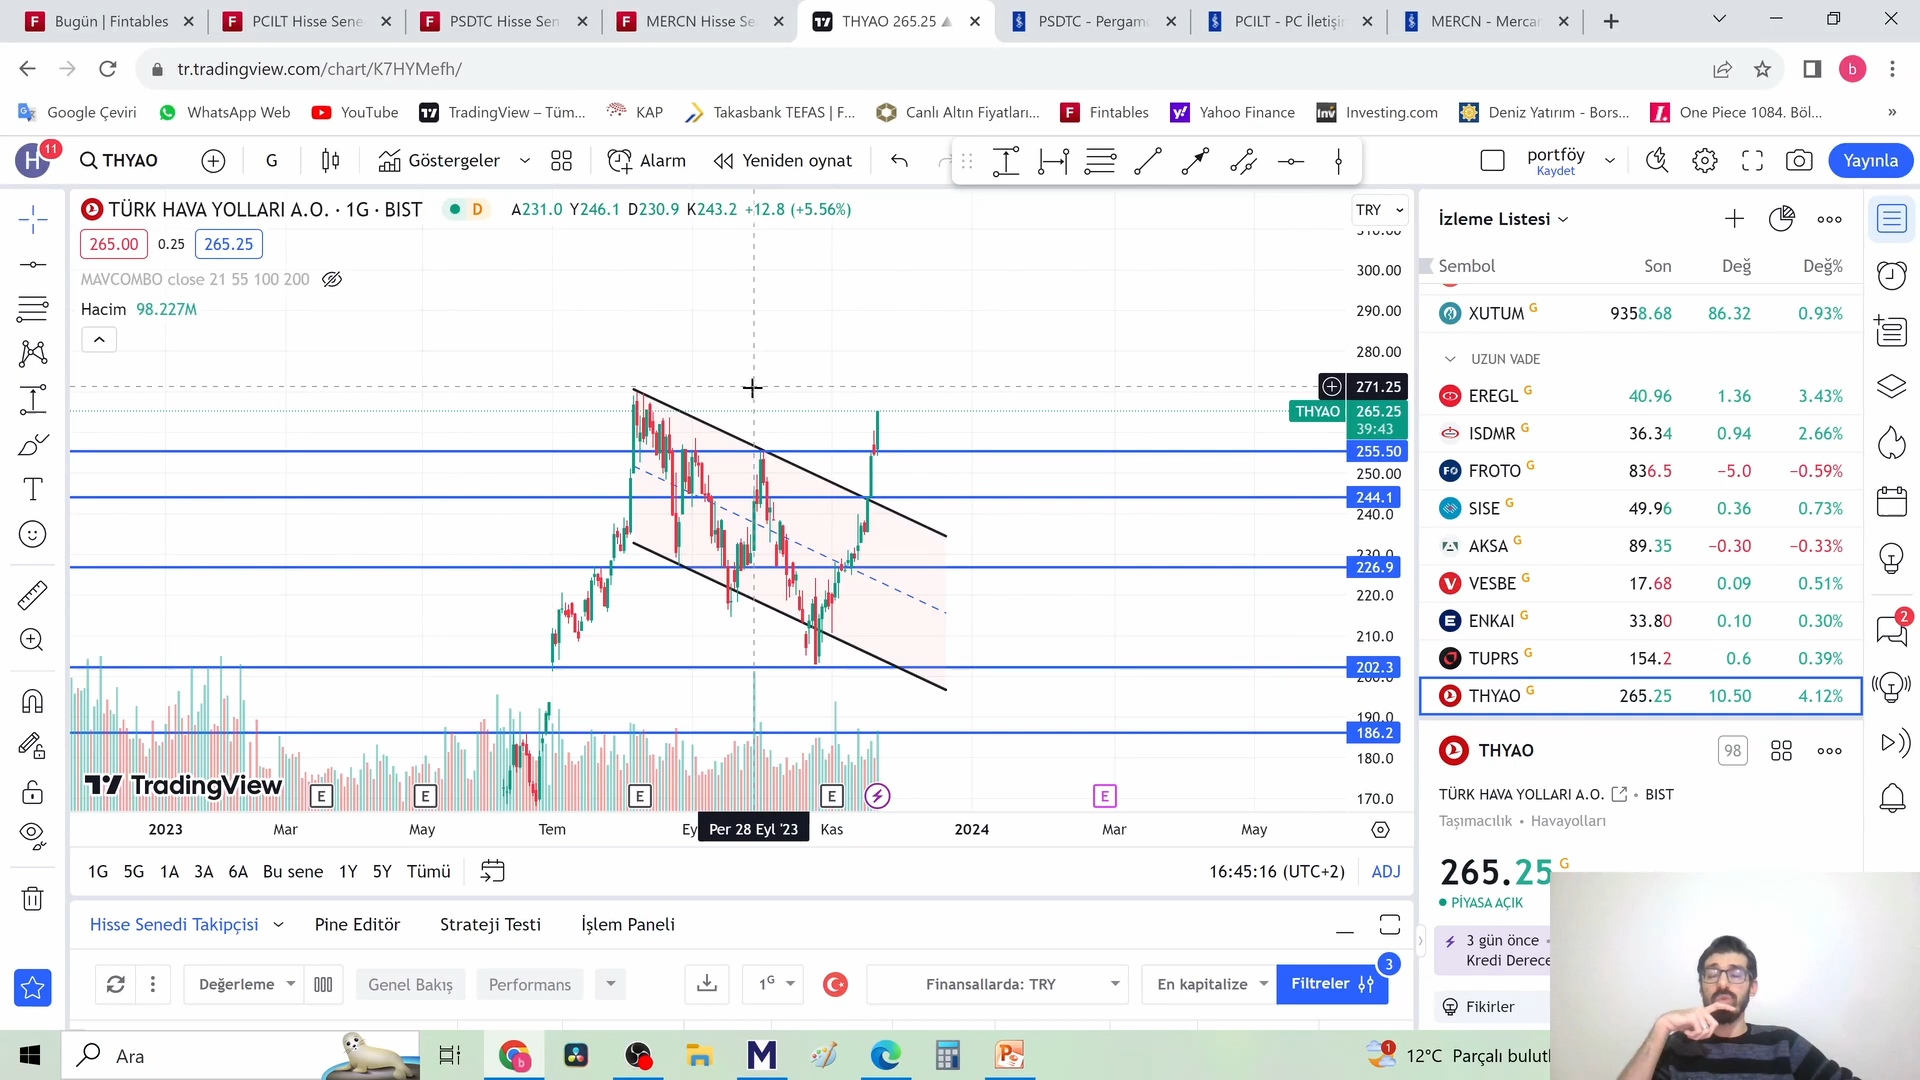 Bugün | Fintables
PCILT Hisse Sene
PSDTC Hisse Sen
MERCN Hisse Se
THYAO 265.25
PSDTC - Pergam
PCILT - PC İletişi
MERCN - Merca
tr.tradingview.com/chart/K7HYMefh/
b
Google Çeviri
WhatsApp Web
YouTube
TradingView – Tüm...
KAP
Takasbank TEFAS | F...
Canlı Altın Fiyatları...
Fintables
Yahoo Finance
Investing.com
Deniz Yatırım - Bors...
One Piece 1084. Böl...
»
H 11
THYAO
G
Göstergeler
Alarm
Yeniden oynat
portföy
Kaydet
Yayınla
TÜRK HAVA YOLLARI A.O. · 1G · BIST
D
A231.0 Y246.1 D230.9 K243.2 +12.8 (+5.56%)
265.00 0.25 265.25
MAVCOMBO close 21 55 100 200
Hacim 98.227M
TRY
310.00
300.00
290.00
280.00
271.25
THYAO 265.25
39:43
255.50
250.00
244.1
240.0
230.0
226.9
220.0
210.0
202.3
200.0
190.0
186.2
180.0
170.0
TradingView
E
E
E
E
E
2023 Mar May Tem Ey Per 28 Eyl '23 Kas 2024 Mar May
1G 5G 1A 3A 6A Bu sene 1Y 5Y Tümü
16:45:16 (UTC+2) ADJ
Hisse Senedi Takipçisi
Pine Editör
Strateji Testi
İşlem Paneli
Değerleme
Genel Bakış
Performans
1G
Finansallarda: TRY
En kapitalize
Filtreler
3
İzleme Listesi
Sembol Son Değ Değ%
XUTUM G 9358.68 86.32 0.93%
UZUN VADE
EREGL G 40.96 1.36 3.43%
ISDMR G 36.34 0.94 2.66%
FROTO G 836.5 −5.0 −0.59%
SISE G 49.96 0.36 0.73%
AKSA G 89.35 −0.30 −0.33%
VESBE G 17.68 0.09 0.51%
ENKAI G 33.80 0.10 0.30%
TUPRS G 154.2 0.6 0.39%
THYAO G 265.25 10.50 4.12%
THYAO
98
TÜRK HAVA YOLLARI A.O. • BIST
Taşımacılık • Havayolları
265.25 G
PİYASA AÇIK
3 gün önce
Kredi Derece
Fikirler
2
Ara
1
12°C Parçalı bulutl